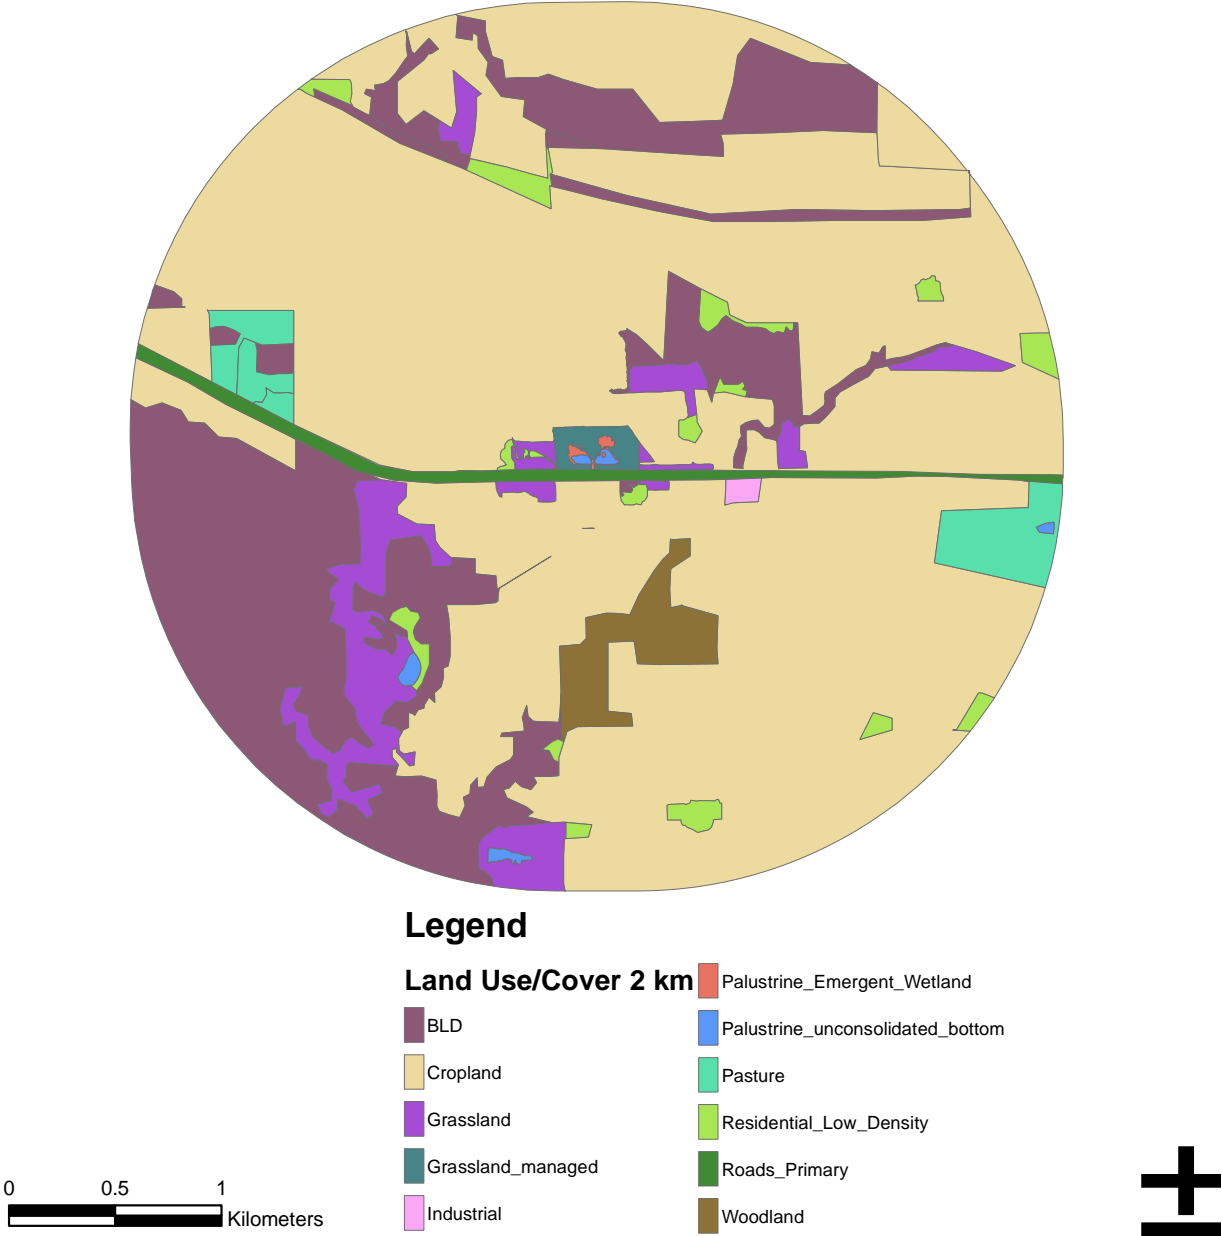 Legend
Land Use/Cover 2 km
BLD
Cropland
Grassland
Grassland_managed
Industrial
Palustrine_Emergent_Wetland
Palustrine_unconsolidated_bottom
Pasture
Residential_Low_Density
Roads_Primary
Woodland
0 0.5 1
Kilometers